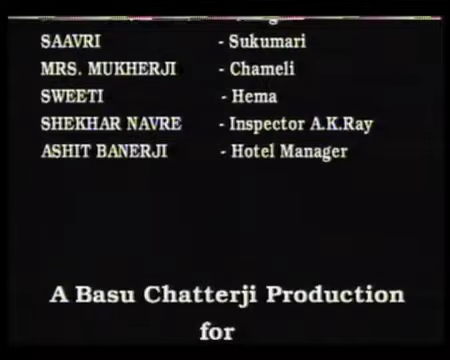 SAAVRI - Sukumari
MRS. MUKHERJI - Chameli
SWEETI - Hema
SHEKHAR NAVRE - Inspector A.K.Ray
ASHIT BANERJI - Hotel Manager
A Basu Chatterji Production
for